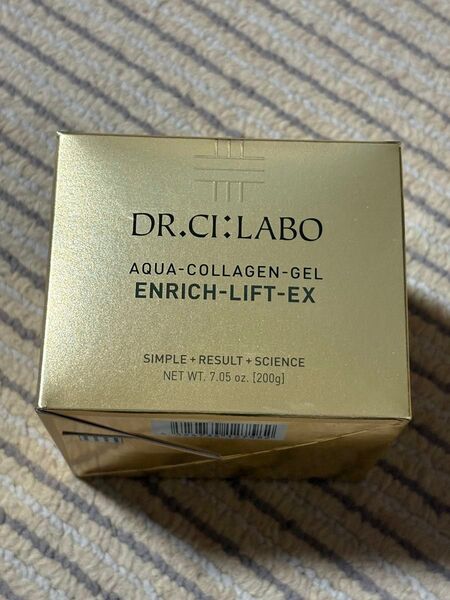 DR.CI:LABO
AQUA-COLLAGEN-GEL
ENRICH-LIFT-EX
SIMPLE+RESULT+SCIENCE
NET WT. 7.05 oz. [200g]